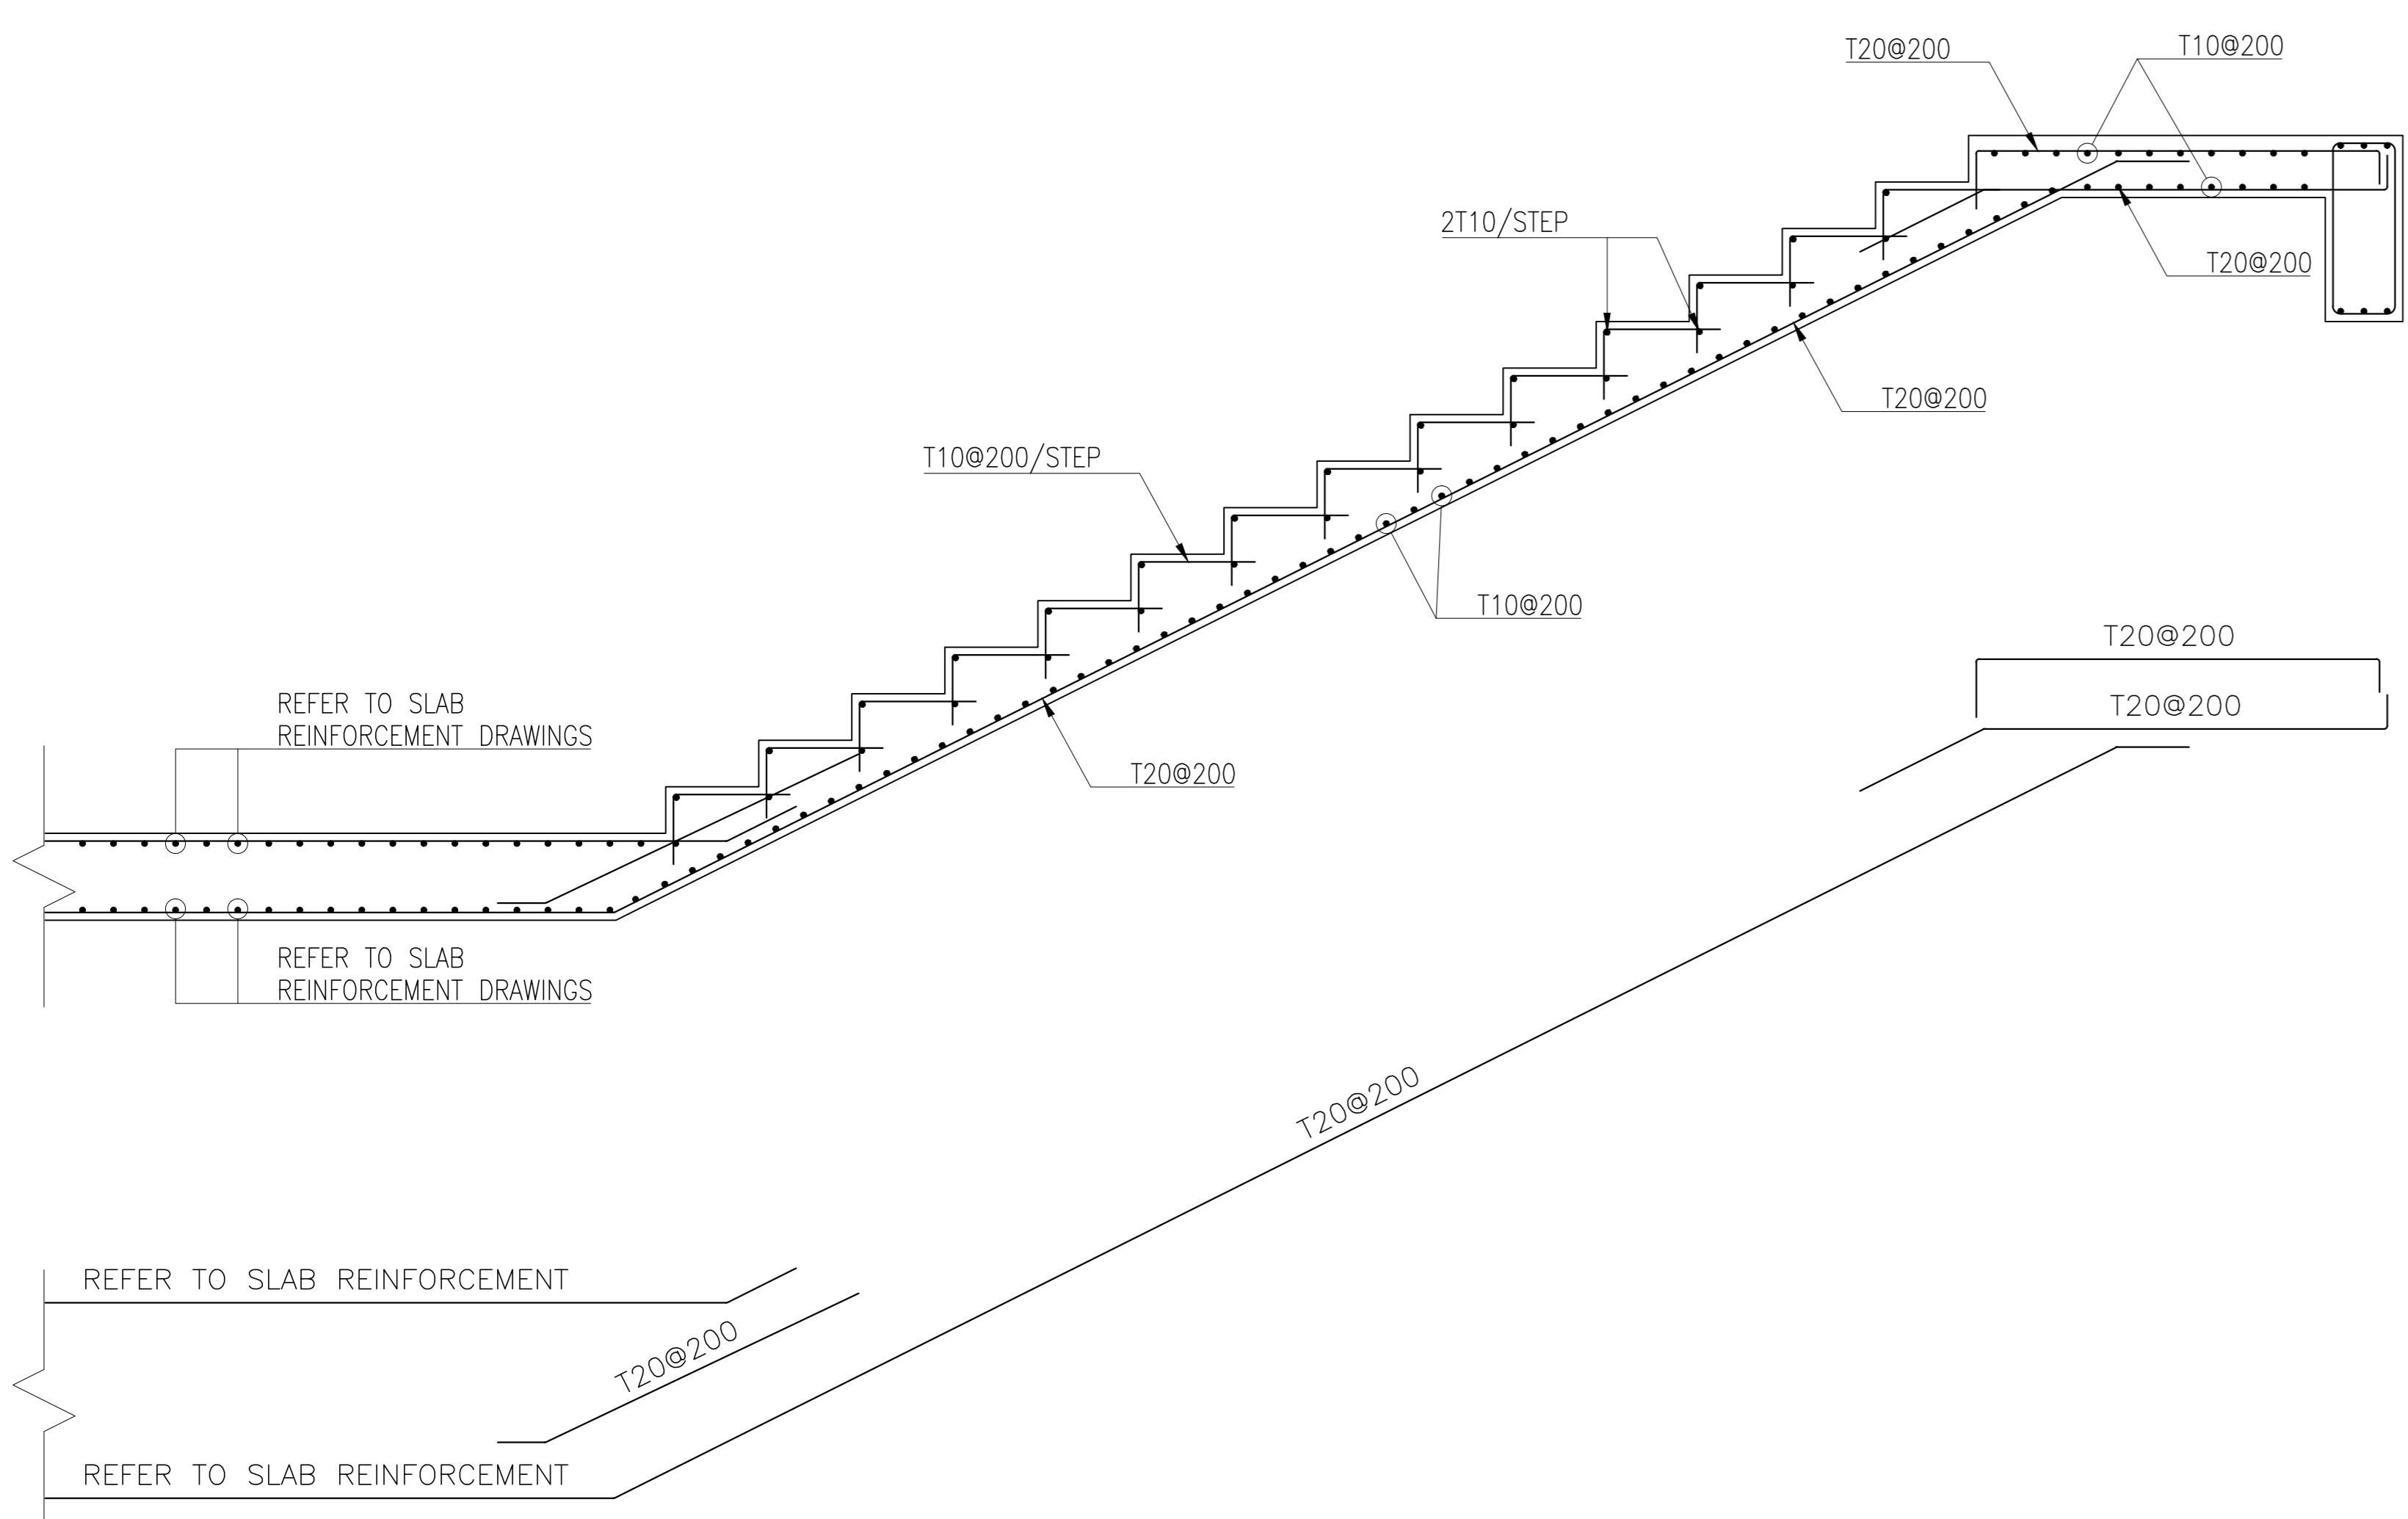 T20@200
T10@200
2T10/STEP
T20@200
T20@200
T10@200/STEP
T10@200
T20@200
REFER TO SLAB
REINFORCEMENT DRAWINGS
T20@200
T20@200
REFER TO SLAB
REINFORCEMENT DRAWINGS
T20@200
REFER TO SLAB REINFORCEMENT
T20@200
REFER TO SLAB REINFORCEMENT